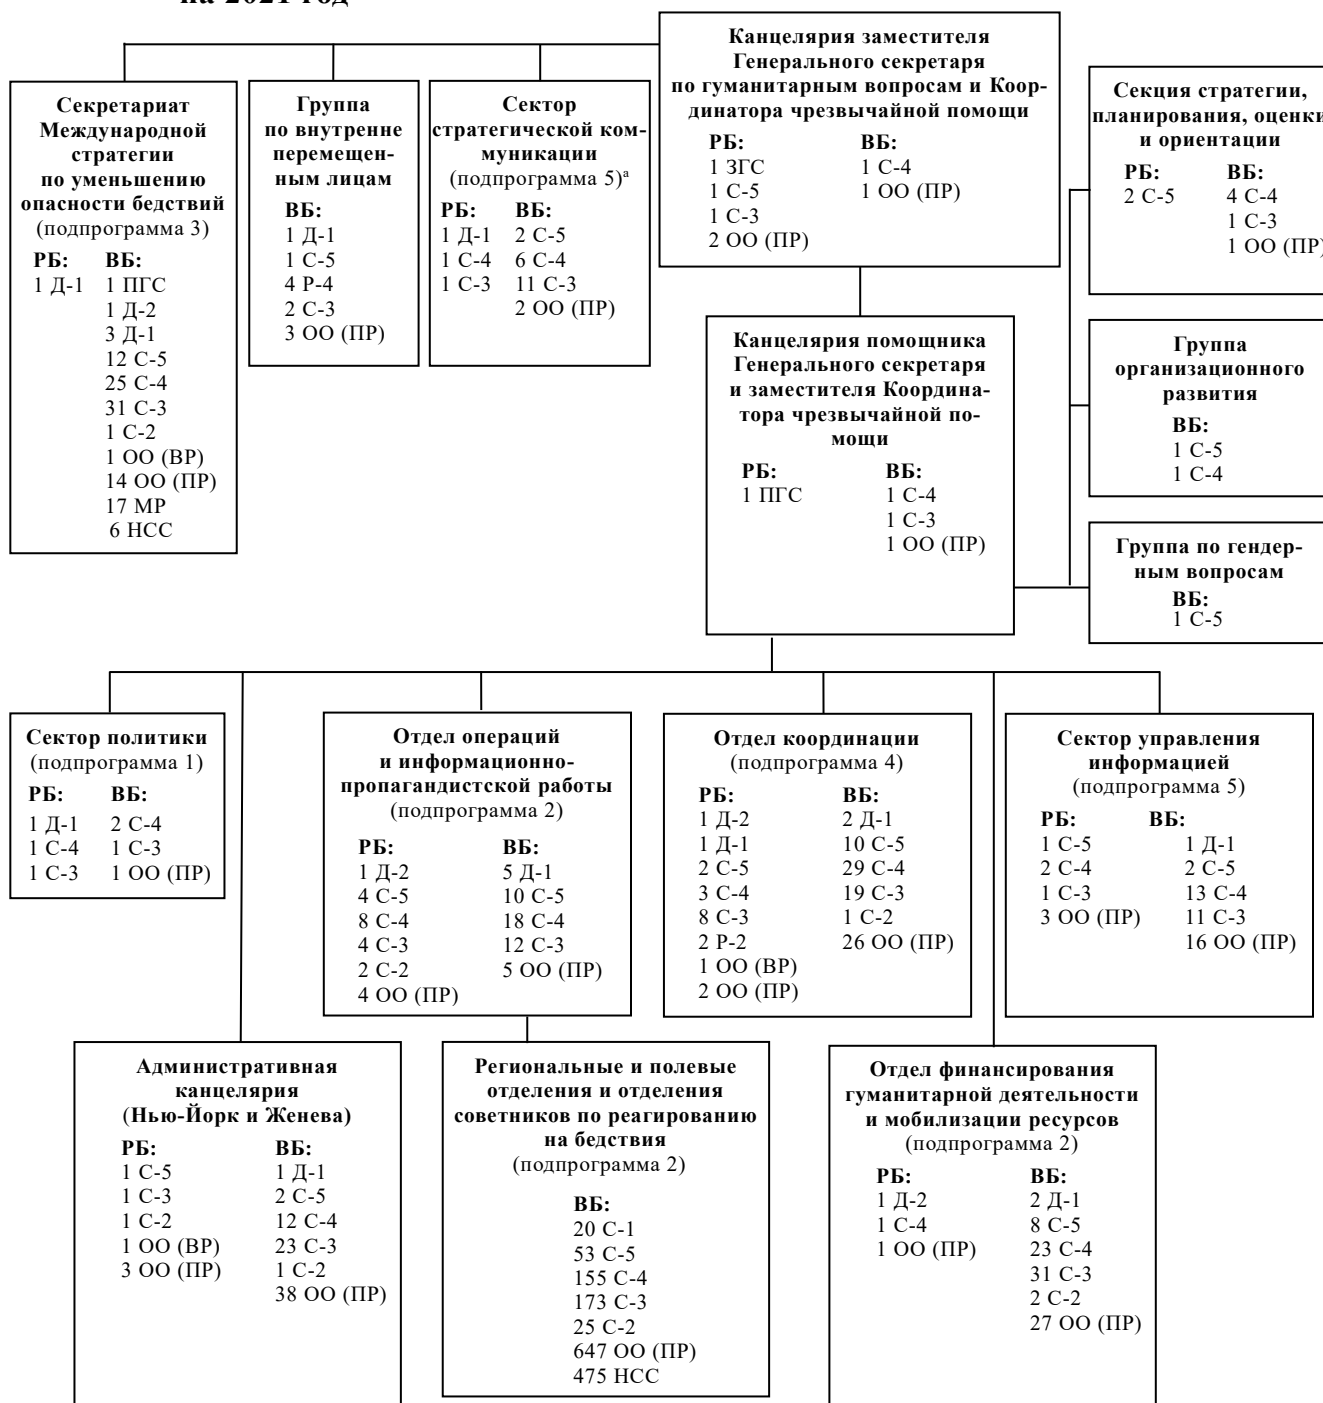 на 2021 год
Канцелярия заместителя
Генерального секретаря
по гуманитарным вопросам и Коор-
динатора чрезвычайной помощи
РБ: ВБ:
1 ЗГС 1 С-4
1 С-5 1 ОО (ПР)
1 С-3
2 ОО (ПР)
Секретариат
Международной
стратегии
по уменьшению
опасности бедствий
(подпрограмма 3)
РБ: ВБ:
1 Д-1 1 ПГС
1 Д-2
3 Д-1
12 С-5
25 С-4
31 С-3
1 С-2
1 ОО (ВР)
14 ОО (ПР)
17 МР
6 НСС
Группа
по внутренне
перемещен-
ным лицам
ВБ:
1 Д-1
1 С-5
4 Р-4
2 С-3
3 ОО (ПР)
Сектор
стратегической ком-
муникации
(подпрограмма 5)ᵃ
РБ: ВБ:
1 Д-1 2 С-5
1 С-4 6 С-4
1 С-3 11 С-3
2 ОО (ПР)
Секция стратегии,
планирования, оценки
и ориентации
РБ: ВБ:
2 С-5 4 С-4
1 С-3
1 ОО (ПР)
Канцелярия помощника
Генерального секретаря
и заместителя Координа-
тора чрезвычайной по-
мощи
РБ: ВБ:
1 ПГС 1 С-4
1 С-3
1 ОО (ПР)
Группа
организационного
развития
ВБ:
1 С-5
1 С-4
Группа по гендер-
ным вопросам
ВБ:
1 С-5
Сектор политики
(подпрограмма 1)
РБ: ВБ:
1 Д-1 2 С-4
1 С-4 1 С-3
1 С-3 1 ОО (ПР)
Отдел операций
и информационно-
пропагандистской работы
(подпрограмма 2)
РБ: ВБ:
1 Д-2 5 Д-1
4 С-5 10 С-5
8 С-4 18 С-4
4 С-3 12 С-3
2 С-2 5 ОО (ПР)
4 ОО (ПР)
Отдел координации
(подпрограмма 4)
РБ: ВБ:
1 Д-2 2 Д-1
1 Д-1 10 С-5
2 С-5 29 С-4
3 С-4 19 С-3
8 С-3 1 С-2
2 Р-2 26 ОО (ПР)
1 ОО (ВР)
2 ОО (ПР)
Сектор управления
информацией
(подпрограмма 5)
РБ: ВБ:
1 С-5 1 Д-1
2 С-4 2 С-5
1 С-3 13 С-4
3 ОО (ПР) 11 С-3
16 ОО (ПР)
Административная
канцелярия
(Нью-Йорк и Женева)
РБ: ВБ:
1 С-5 1 Д-1
1 С-3 2 С-5
1 С-2 12 С-4
1 ОО (ВР) 23 С-3
3 ОО (ПР) 1 С-2
38 ОО (ПР)
Региональные и полевые
отделения и отделения
советников по реагированию
на бедствия
(подпрограмма 2)
ВБ:
20 С-1
53 С-5
155 С-4
173 С-3
25 С-2
647 ОО (ПР)
475 НСС
Отдел финансирования
гуманитарной деятельности
и мобилизации ресурсов
(подпрограмма 2)
РБ: ВБ:
1 Д-2 2 Д-1
1 С-4 8 С-5
1 ОО (ПР) 23 С-4
31 С-3
2 С-2
27 ОО (ПР)